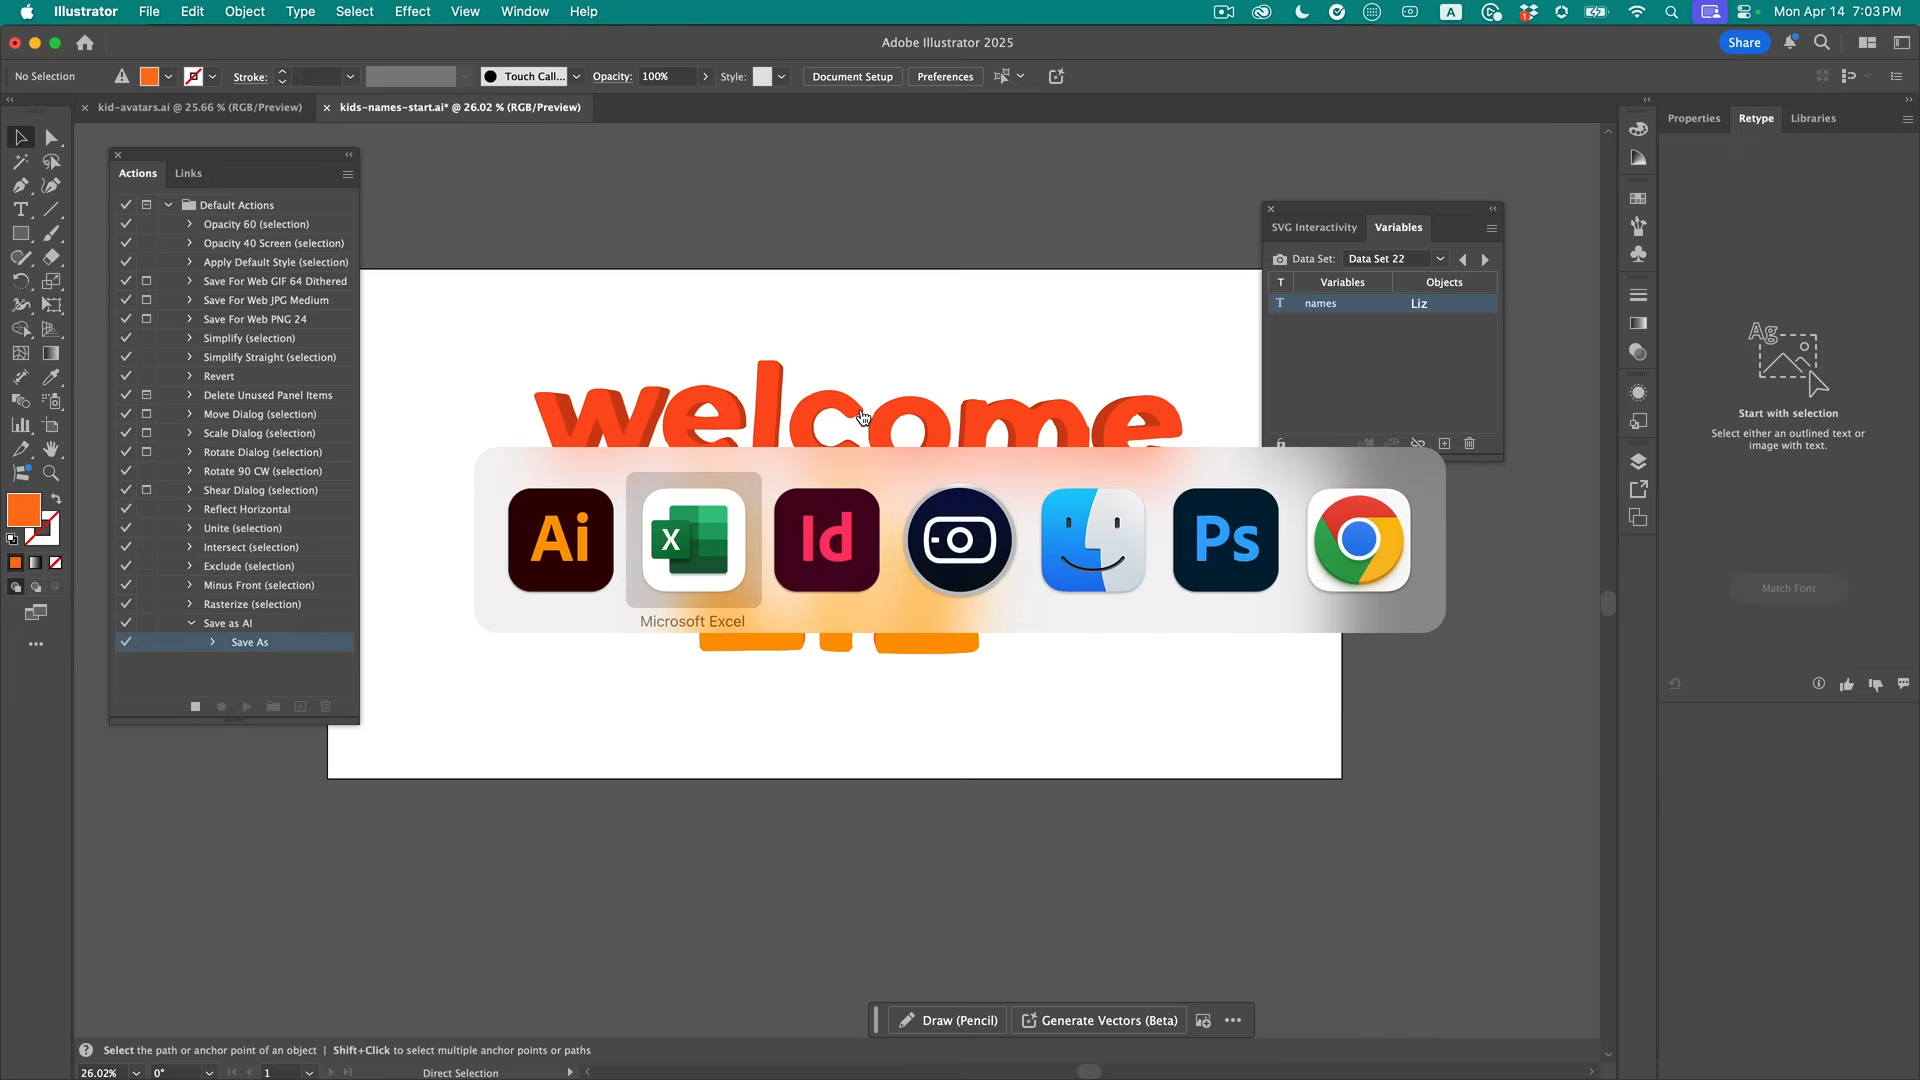 Illustrator File Edit Object Type Select Effect View Window Help A 1 Mon Apr 14 7:03 PM
Adobe Illustrator 2025 Share
No Selection Stroke: Touch Call... Opacity: 100% Style: Document Setup Preferences
kid-avatars.ai @ 25.66 % (RGB/Preview) kids-names-start.ai* @ 26.02 % (RGB/Preview)
Properties Retype Libraries
Actions Links
Default Actions
Opacity 60 (selection)
Opacity 40 Screen (selection)
Apply Default Style (selection)
Save For Web GIF 64 Dithered
Save For Web JPG Medium
Save For Web PNG 24
Simplify (selection)
Simplify Straight (selection)
Revert
Delete Unused Panel Items
Move Dialog (selection)
Scale Dialog (selection)
Rotate Dialog (selection)
Rotate 90 CW (selection)
Shear Dialog (selection)
Reflect Horizontal
Unite (selection)
Intersect (selection)
Exclude (selection)
Minus Front (selection)
Rasterize (selection)
Save as AI
Save As
SVG Interactivity Variables
Data Set: Data Set 22
T Variables Objects
T names Liz
welcome
Ai X Id Ps
Microsoft Excel
Ag
Start with selection
Select either an outlined text or
image with text.
Match Font
Draw (Pencil) Generate Vectors (Beta)
Select the path or anchor point of an object | Shift+Click to select multiple anchor points or paths
26.02% 0° 1 Direct Selection